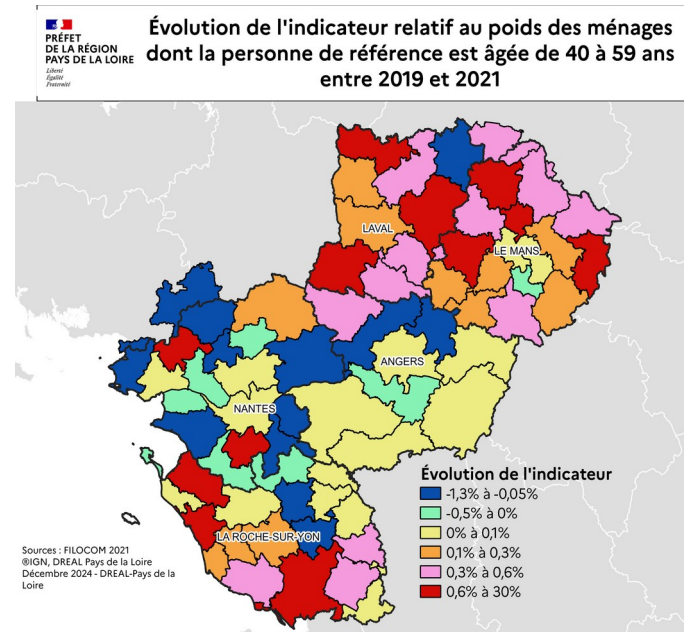 Évolution de l'indicateur relatif au poids des ménages
dont la personne de référence est âgée de 40 à 59 ans
entre 2019 et 2021
PRÉFET
DE LA RÉGION
PAYS DE LA LOIRE
Liberté
Égalité
Fraternité
LAVAL
LE MANS
ANGERS
NANTES
LA ROCHE-SUR-YON
Évolution de l'indicateur
-1,3% à -0,05%
-0,5% à 0%
0% à 0,1%
0,1% à 0,3%
0,3% à 0,6%
0,6% à 30%
Sources : FILOCOM 2021
®IGN, DREAL Pays de la Loire
Décembre 2024 - DREAL-Pays de la
Loire